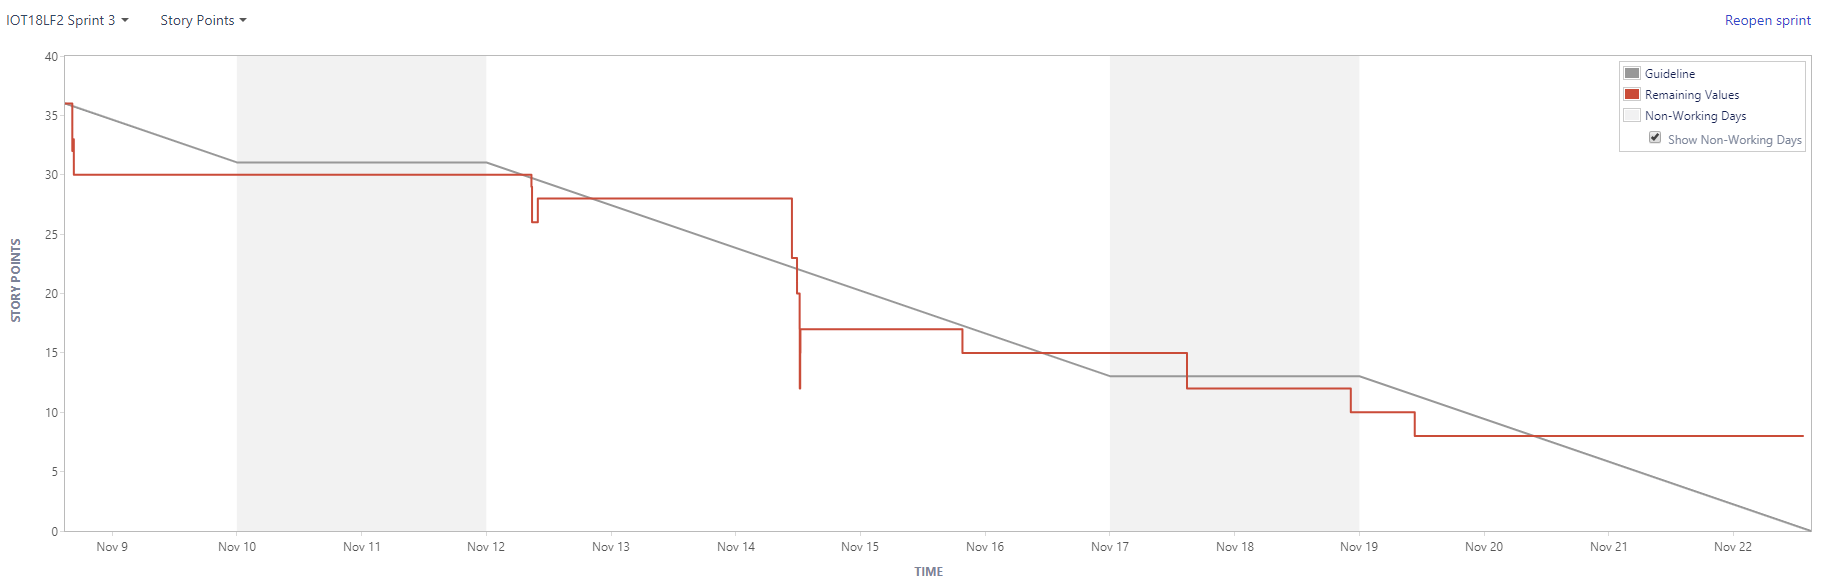 IOT18LF2 Sprint 3 Story Points Reopen sprint
40
35
30
25
20
15
10
5
0
STORY POINTS
Guideline
Remaining Values
Non-Working Days
Show Non-Working Days
Nov 9 Nov 10 Nov 11 Nov 12 Nov 13 Nov 14 Nov 15 Nov 16 Nov 17 Nov 18 Nov 19 Nov 20 Nov 21 Nov 22
TIME